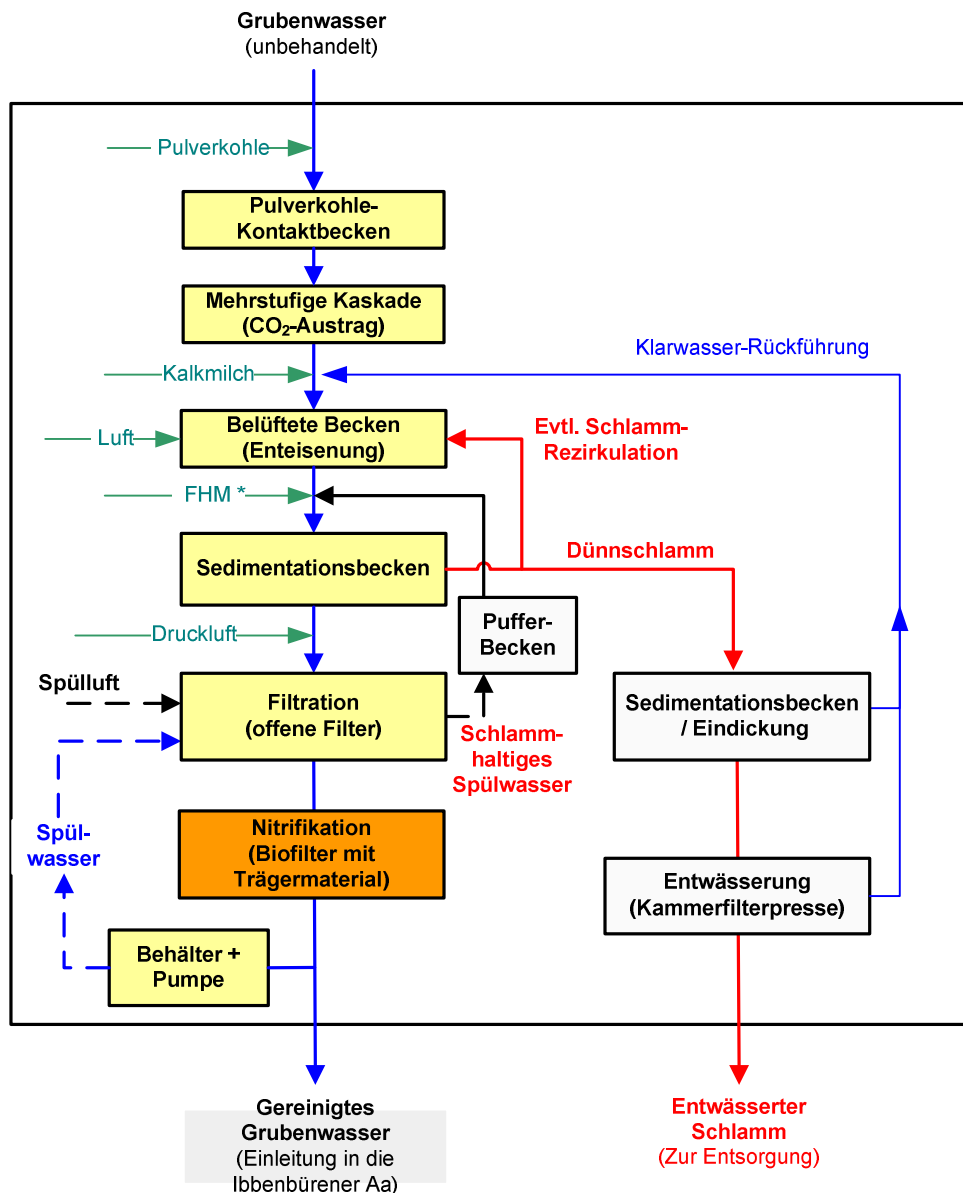 Grubenwasser
(unbehandelt)
Pulverkohle
Pulverkohle-
Kontaktbecken
Mehrstufige Kaskade
(CO₂-Austrag)
Klarwasser-Rückführung
Kalkmilch
Belüftete Becken
(Enteisenung)
Luft
Evtl. Schlamm-
Rezirkulation
FHM *
Sedimentationsbecken
Dünnschlamm
Puffer-
Becken
Druckluft
Spülluft
Filtration
(offene Filter)
Schlamm-
haltiges
Spülwasser
Sedimentationsbecken
/ Eindickung
Spül-
wasser
Nitrifikation
(Biofilter mit
Trägermaterial)
Entwässerung
(Kammerfilterpresse)
Behälter +
Pumpe
Gereinigtes
Grubenwasser
(Einleitung in die
Ibbenbürener Aa)
Entwässerter
Schlamm
(Zur Entsorgung)